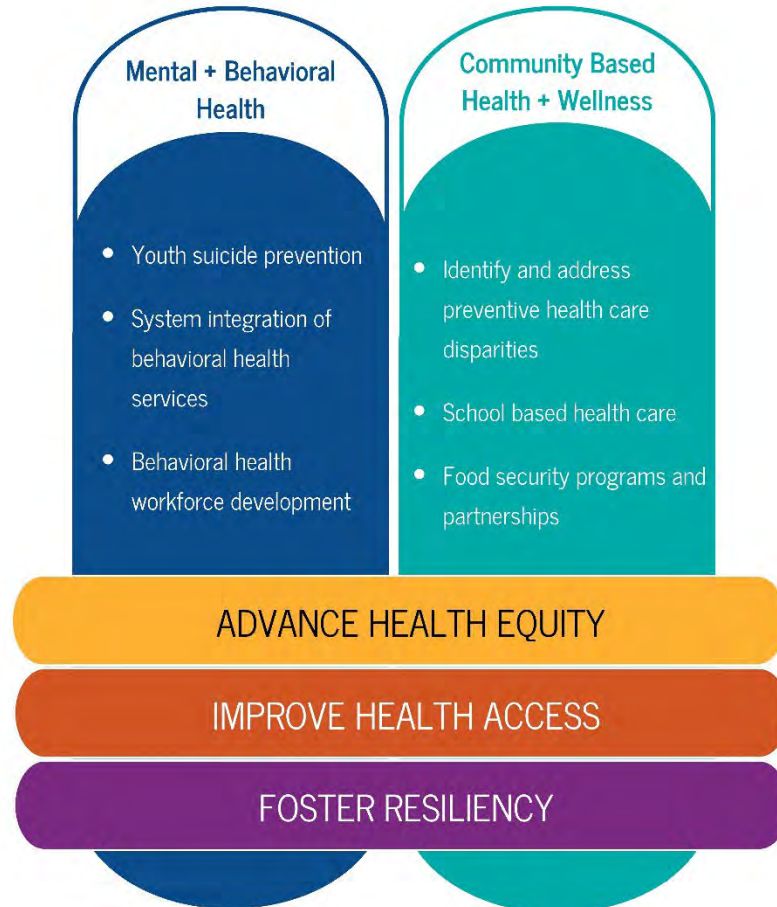 Mental + Behavioral
Health
• Youth suicide prevention
• System integration of
behavioral health
services
• Behavioral health
workforce development
Community Based
Health + Wellness
• Identify and address
preventive health care
disparities
• School based health care
• Food security programs and
partnerships
ADVANCE HEALTH EQUITY
IMPROVE HEALTH ACCESS
FOSTER RESILIENCY